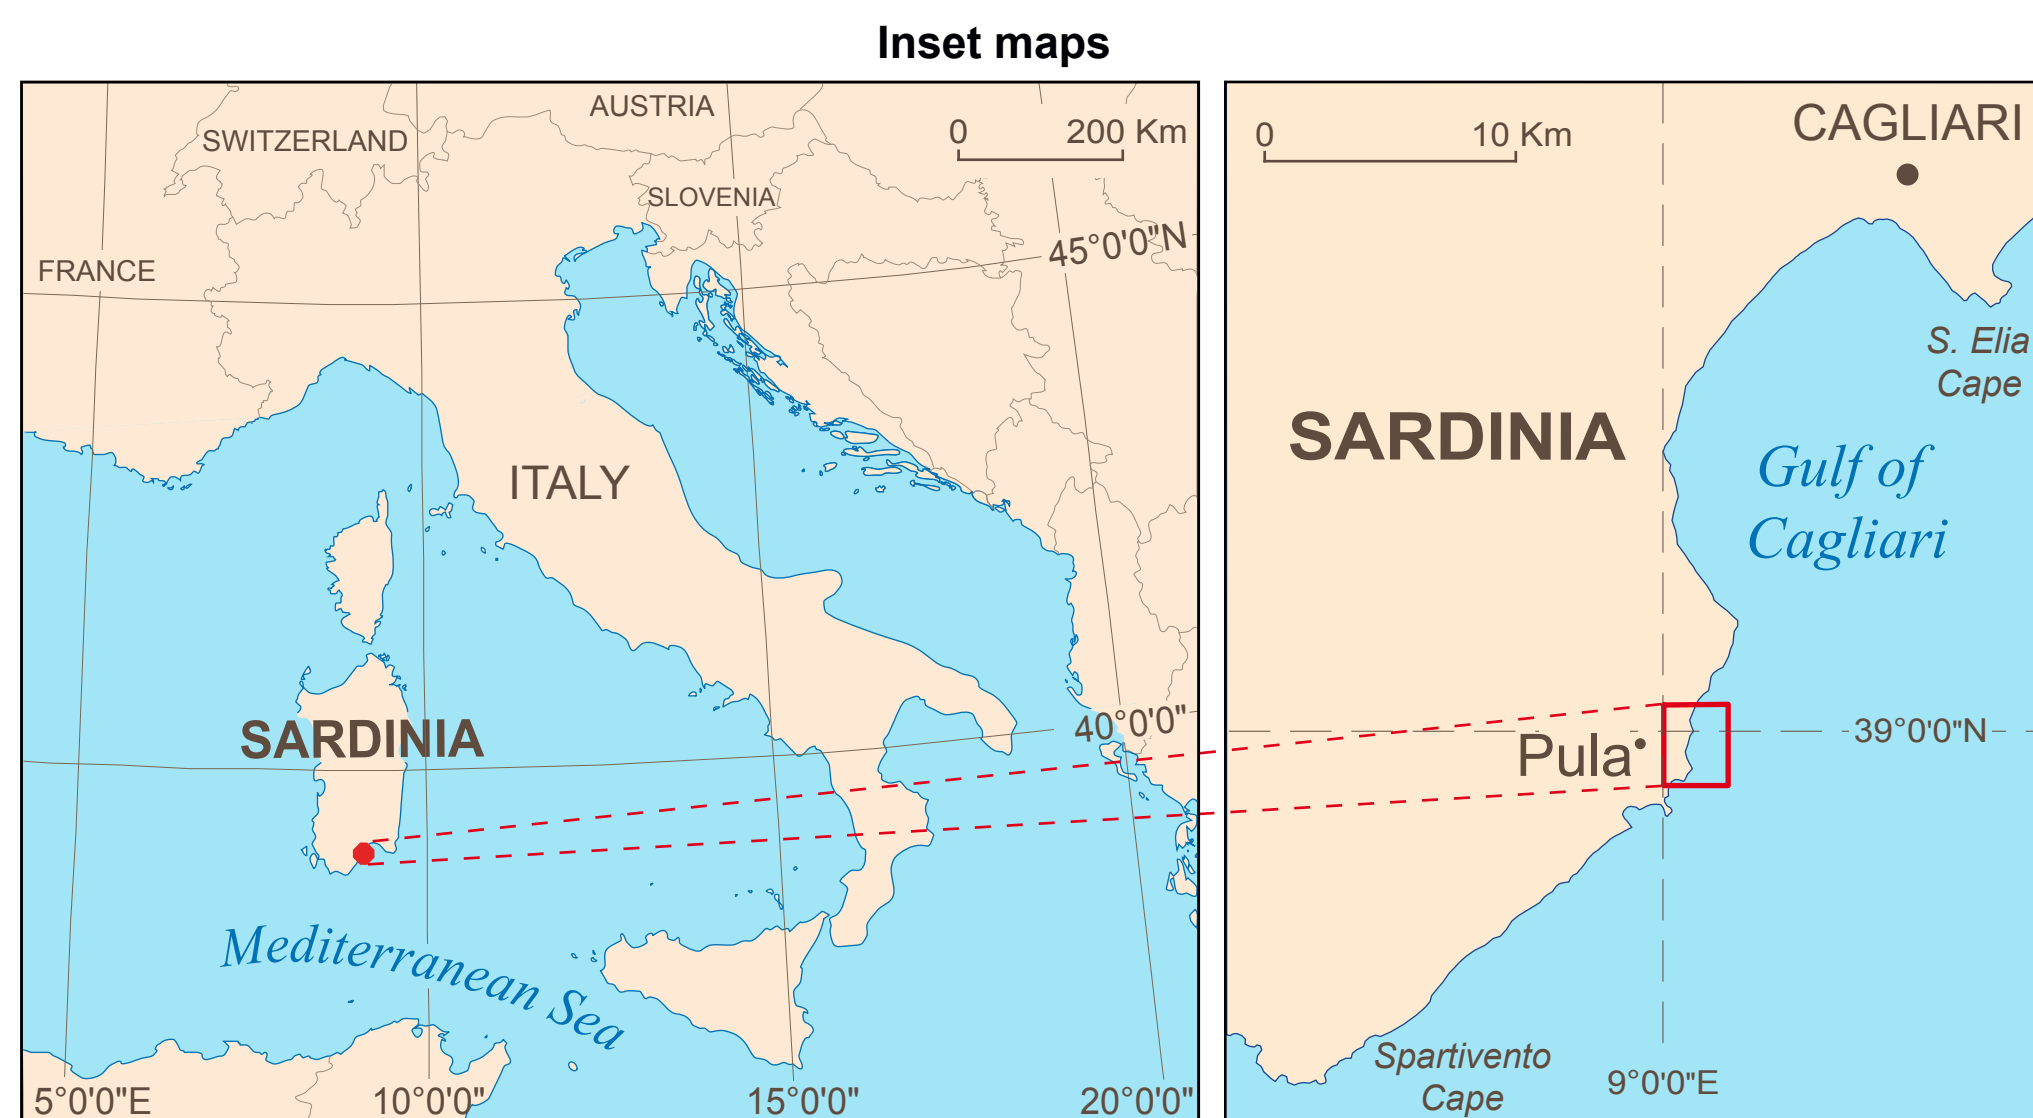 Inset maps
AUSTRIA
SWITZERLAND
0 200 Km
SLOVENIA
45°0'0"N
FRANCE
ITALY
SARDINIA
40°0'0"
Mediterranean Sea
5°0'0"E
10°0'0"
15°0'0"
20°0'0"
0 10 Km
CAGLIARI
S. Elia
Cape
SARDINIA
Gulf of
Cagliari
39°0'0"N
Pula
Spartivento
Cape
9°0'0"E